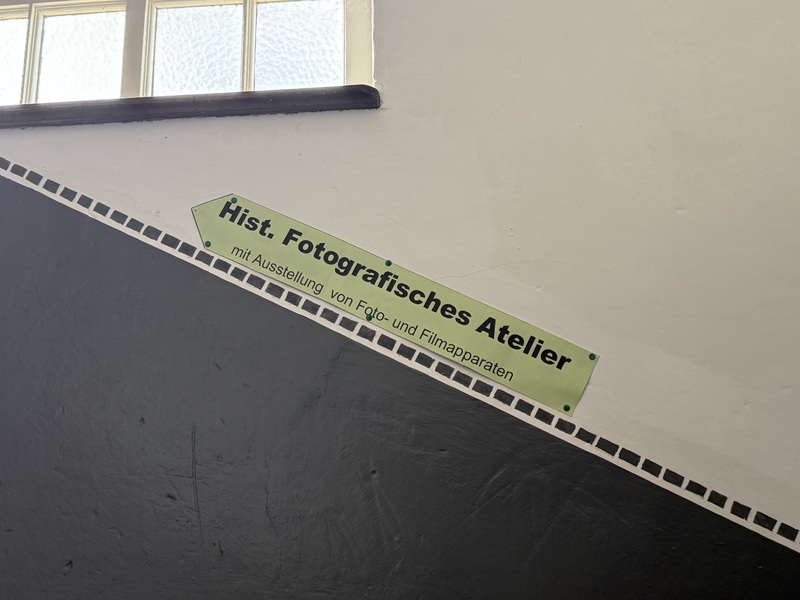 Hist. Fotografisches Atelier
mit Ausstellung von Foto- und Filmapparaten